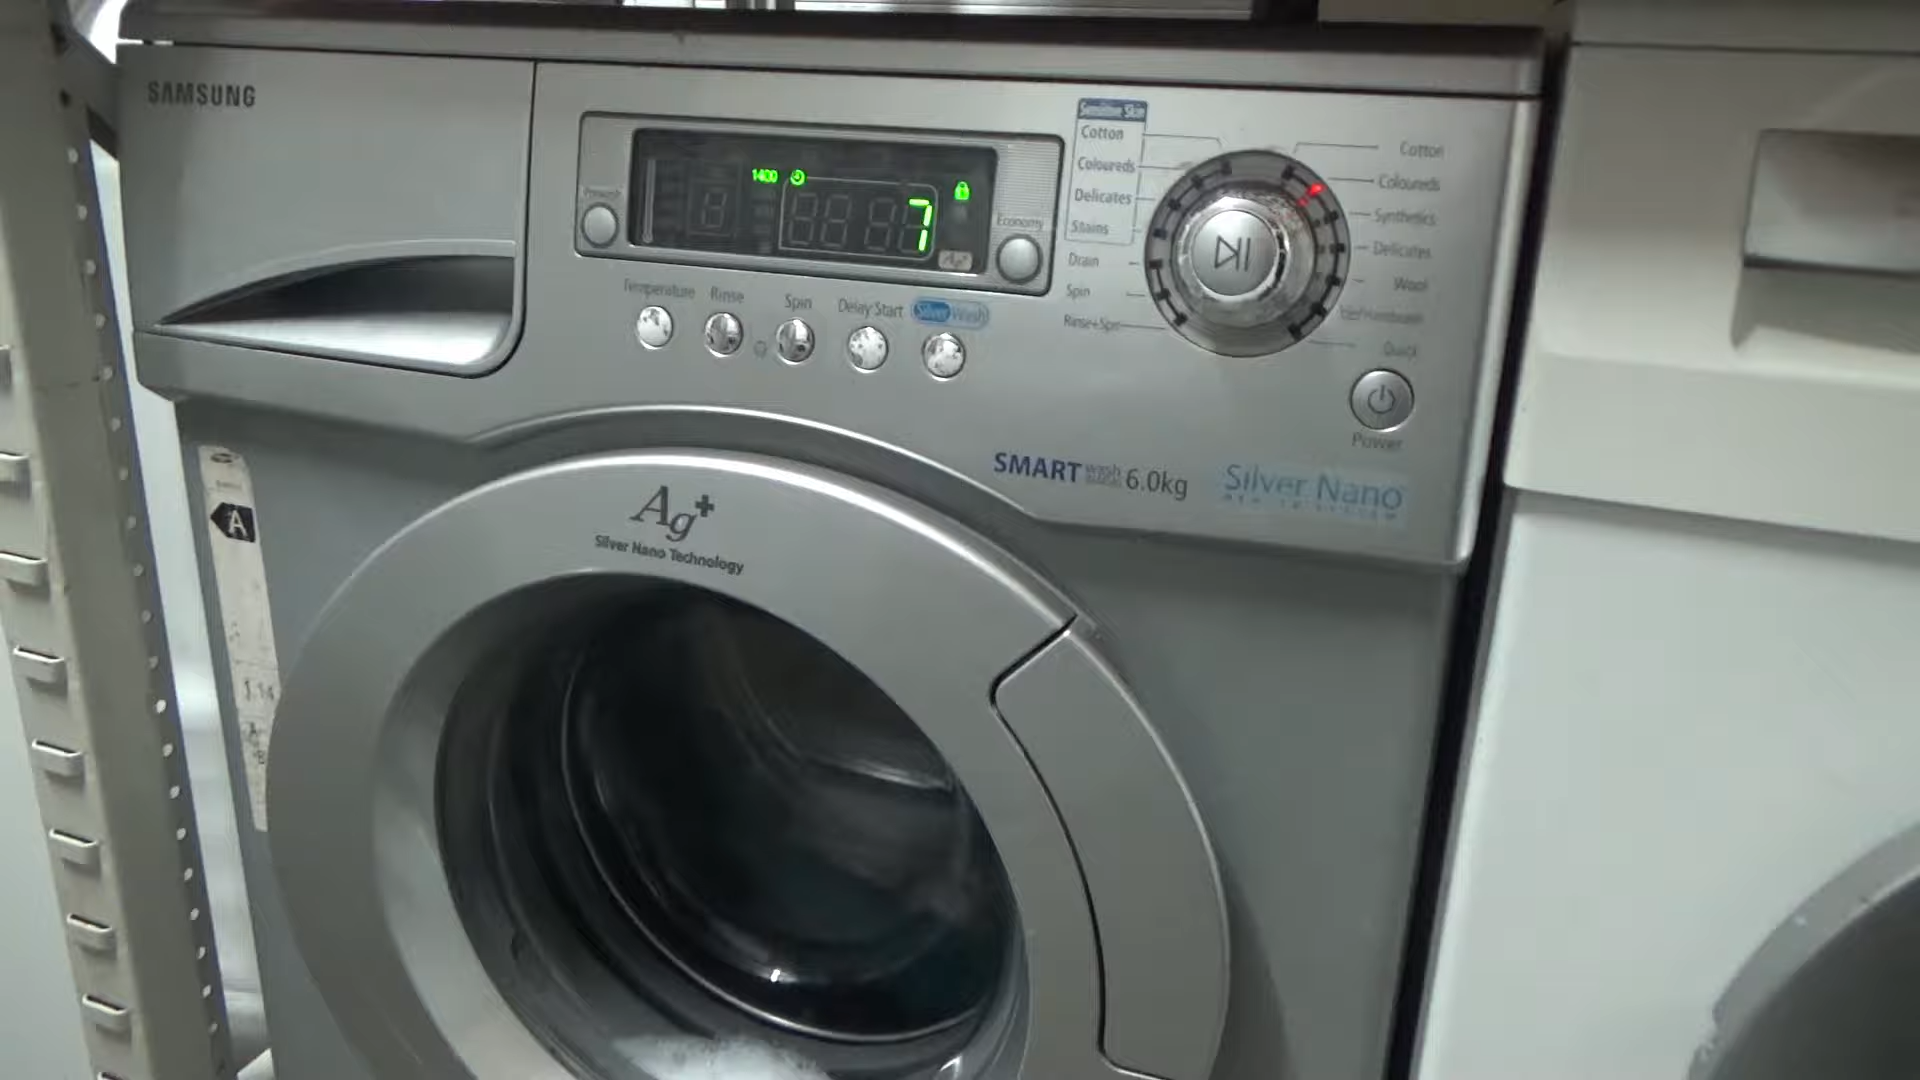 SAMSUNG
Prewash
1400
7
Ag+
Economy
Temperature
Rinse
Spin
Delay Start
Silver Wash
Sensitive Skin
Cotton
Coloureds
Delicates
Stains
Drain
Spin
Rinse+Spin
Cotton
Coloureds
Synthetics
Delicates
Wool
Quick
Power
SMART wash 6.0kg
Silver Nano
Ag+
Silver Nano Technology
A